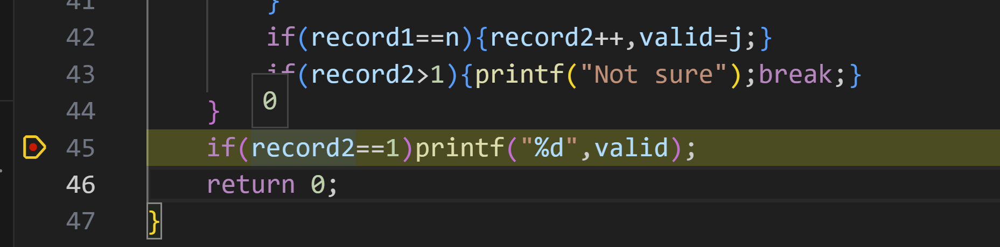 41 }
42 if(record1==n){record2++,valid=j;}
43 if(record2>1){printf("Not sure");break;}
44 }
0
45 if(record2==1)printf("%d",valid);
46 return 0;
47 }